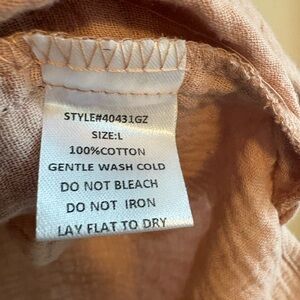 STYLE#40431GZ
SIZE:L
100%COTTON
GENTLE WASH COLD
DO NOT BLEACH
DO NOT IRON
LAY FLAT TO DRY